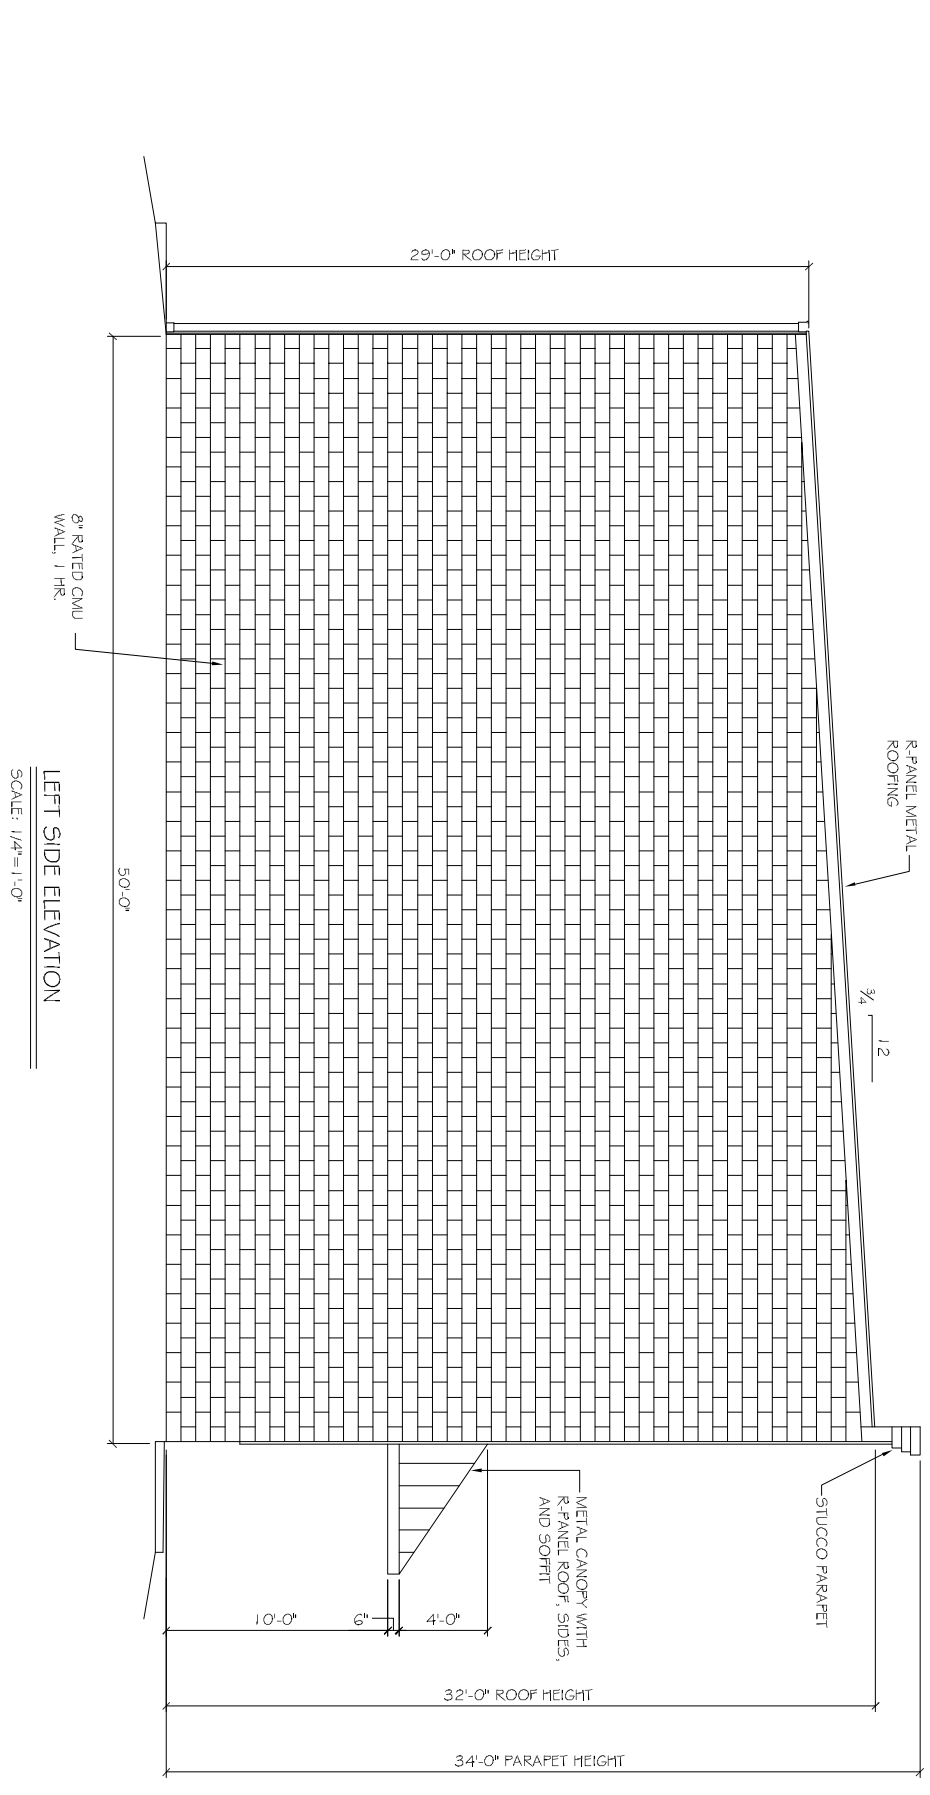 29'-0" ROOF HEIGHT
R-PANEL METAL
ROOFING
3/4
12
STUCCO PARAPET
METAL CANOPY WITH
R-PANEL ROOF, SIDES,
AND SOFFIT
10'-0"
6"
4'-0"
32'-0" ROOF HEIGHT
34'-0" PARAPET HEIGHT
50'-0"
8" RATED CMU
WALL, 1 HR.
LEFT SIDE ELEVATION
SCALE: 1/4"=1'-0"